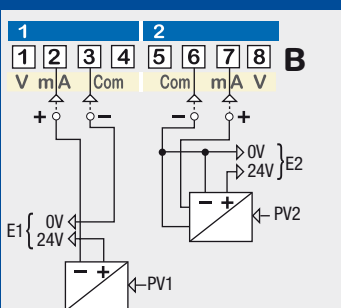 1 2
1 2 3 4 5 6 7 8 B
V mA Com Com mA V
+ − − +
0V
24V
E2
E1
0V
24V
− +
PV2
− +
PV1